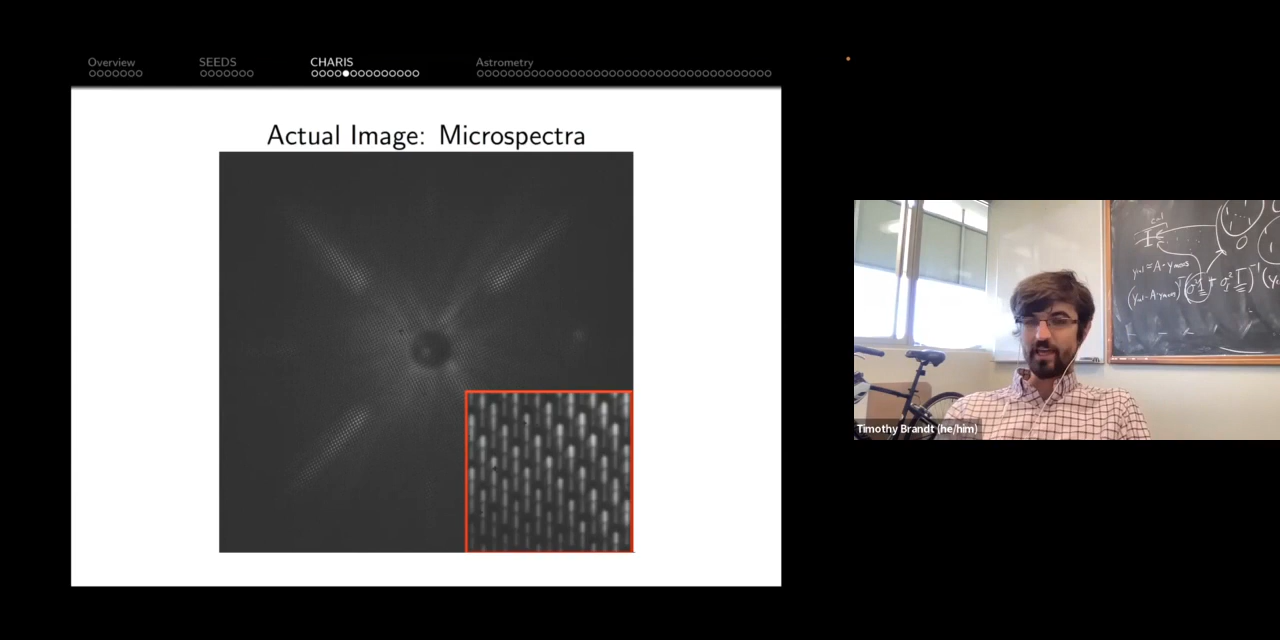 Overview SEEDS CHARIS Astrometry
Actual Image: Microspectra
Timothy Brandt (he/him)